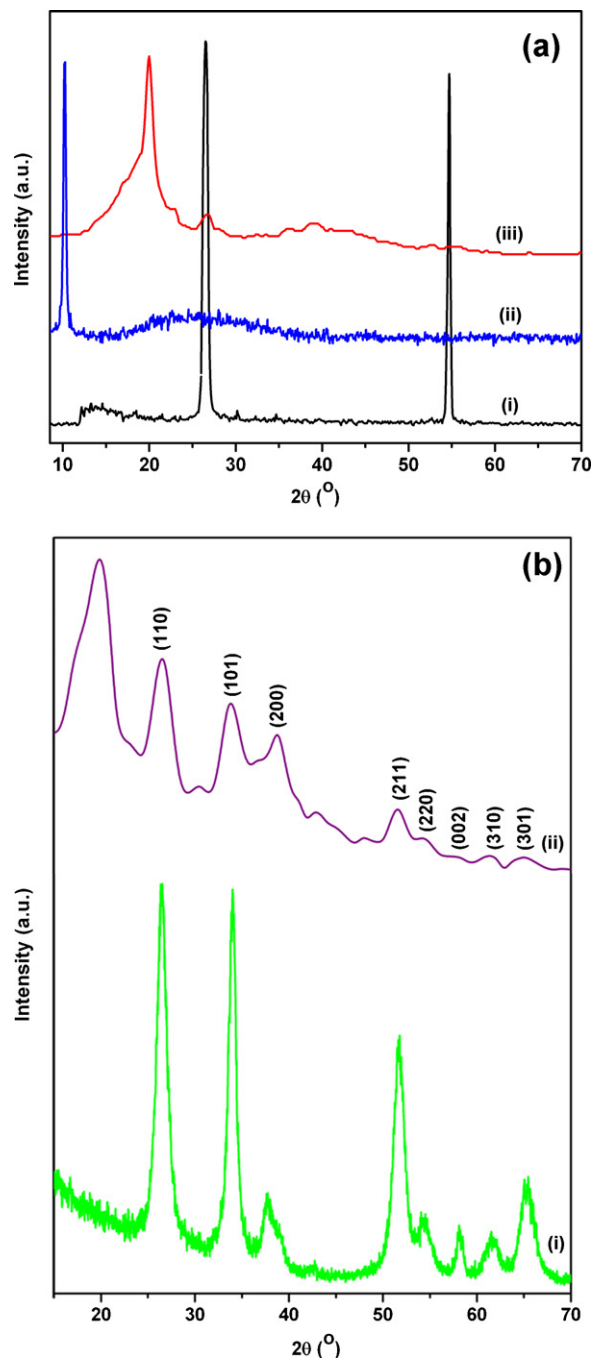 (a)
Intensity (a.u.)
(iii)
(ii)
(i)
10 20 30 40 50 60 70
2θ (O)
(b)
(110)
(101)
(200)
(211)
(220)
(002)
(310)
(301)
(ii)
Intensity (a.u.)
(i)
20 30 40 50 60 70
2θ (O)